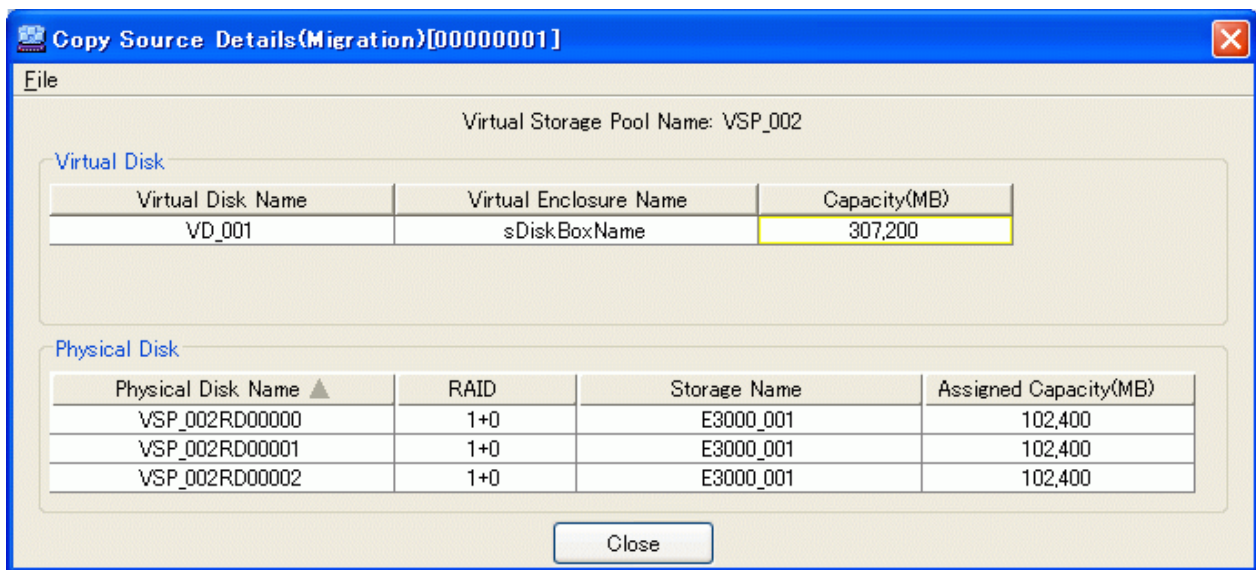 Copy Source Details(Migration)[00000001]
File
Virtual Storage Pool Name: VSP_002
Virtual Disk
Virtual Disk Name Virtual Enclosure Name Capacity(MB)
VD_001 sDiskBoxName 307,200
Physical Disk
Physical Disk Name RAID Storage Name Assigned Capacity(MB)
VSP_002RD00000 1+0 E3000_001 102,400
VSP_002RD00001 1+0 E3000_001 102,400
VSP_002RD00002 1+0 E3000_001 102,400
Close